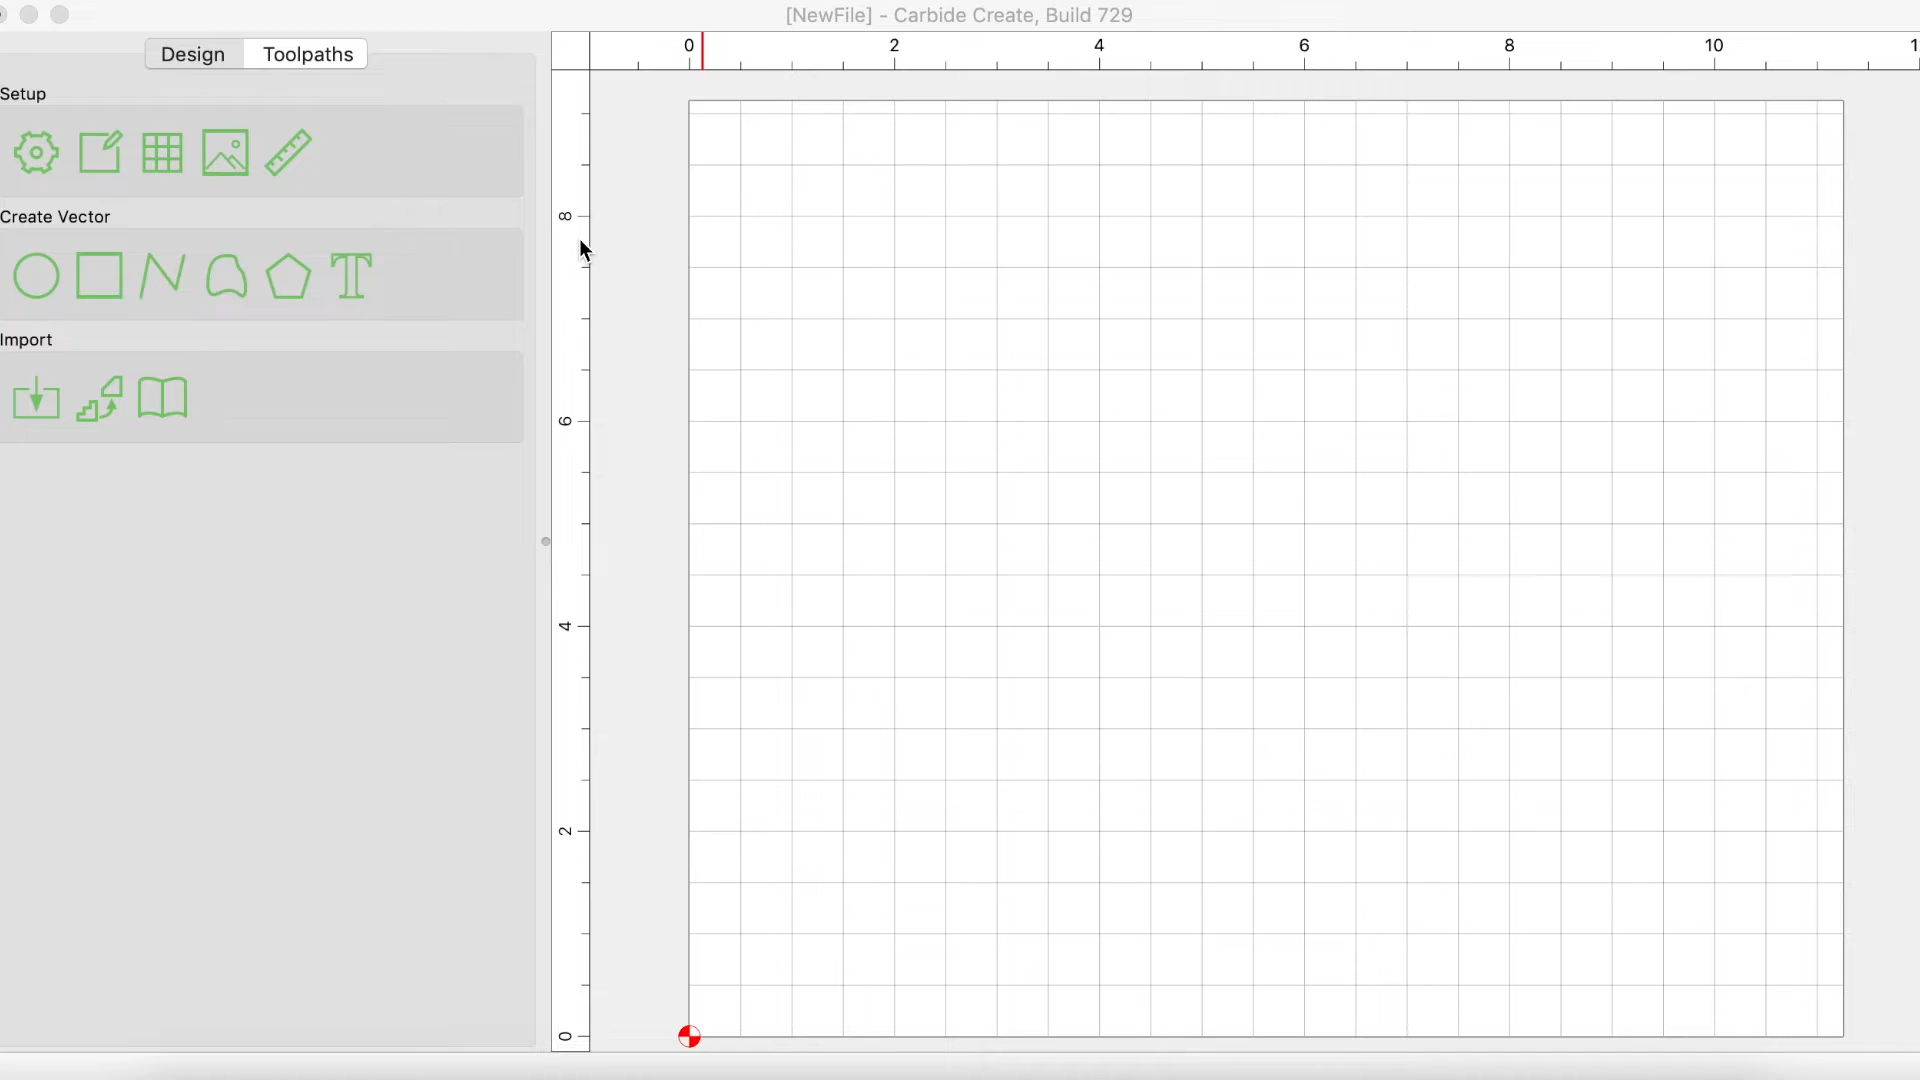 [NewFile] - Carbide Create, Build 729
Design Toolpaths
Setup
Create Vector
Import
0 2 4 6 8 10
8
6
4
2
0